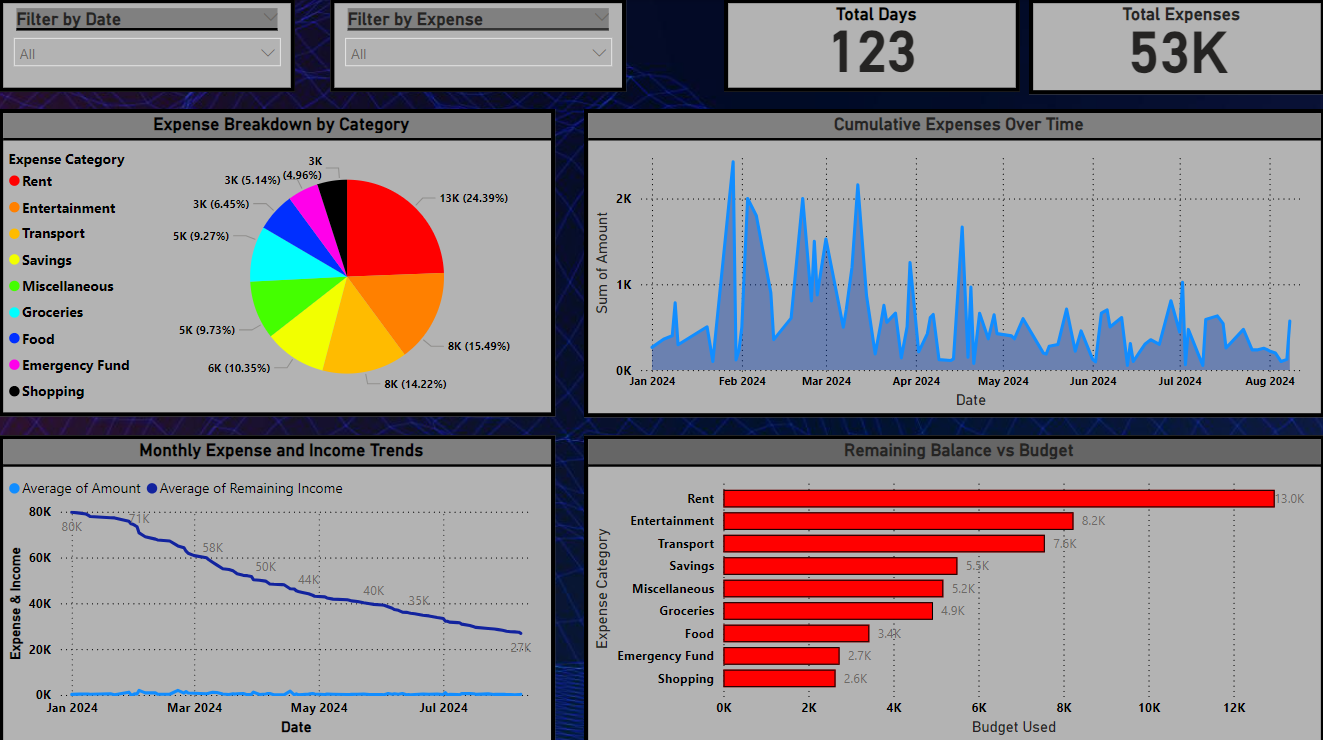 Filter by Date
All
Filter by Expense
All
Total Days
123
Total Expenses
53K
Expense Breakdown by Category
Expense Category
Rent
Entertainment
Transport
Savings
Miscellaneous
Groceries
Food
Emergency Fund
Shopping
13K (24.39%)
8K (15.49%)
8K (14.22%)
6K (10.35%)
5K (9.73%)
5K (9.27%)
3K (6.45%)
3K (5.14%)
3K
(4.96%)
Cumulative Expenses Over Time
Sum of Amount
2K
1K
0K
Jan 2024 Feb 2024 Mar 2024 Apr 2024 May 2024 Jun 2024 Jul 2024 Aug 2024
Date
Monthly Expense and Income Trends
Average of Amount Average of Remaining Income
Expense & Income
80K
60K
40K
20K
0K
80K
71K
58K
50K
44K
40K
35K
27K
Jan 2024 Mar 2024 May 2024 Jul 2024
Date
Remaining Balance vs Budget
Expense Category
Rent 13.0K
Entertainment 8.2K
Transport 7.6K
Savings 5.5K
Miscellaneous 5.2K
Groceries 4.9K
Food 3.4K
Emergency Fund 2.7K
Shopping 2.6K
0K 2K 4K 6K 8K 10K 12K
Budget Used